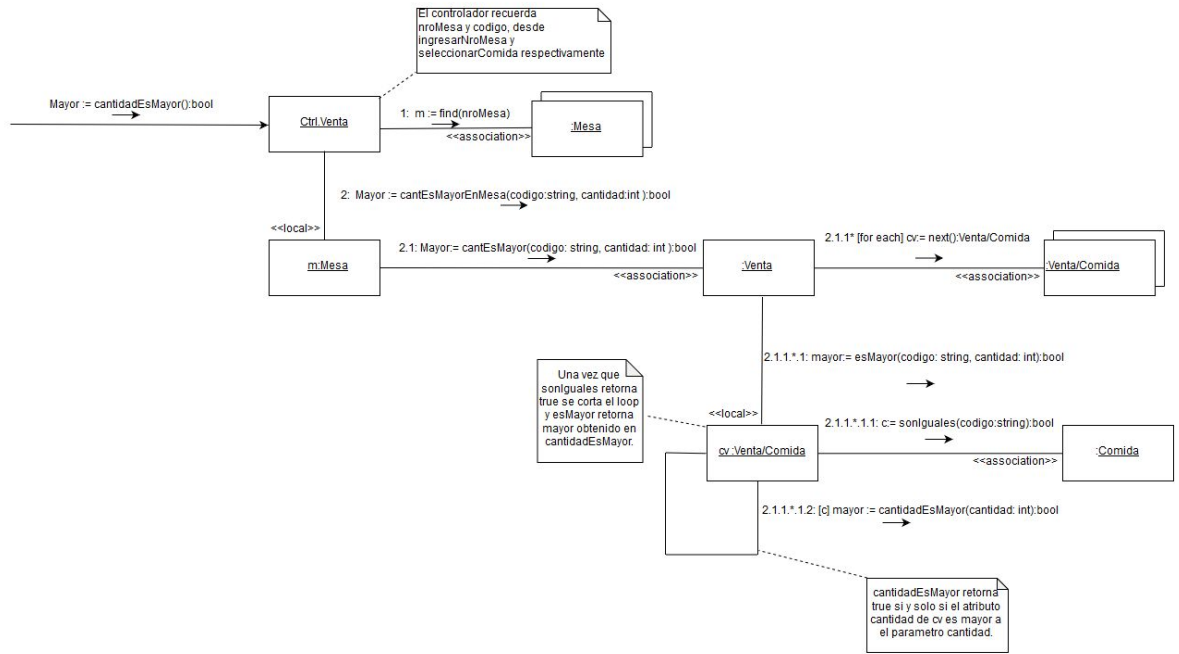 El controlador recuerda
nroMesa y codigo, desde
ingresarNroMesa y
seleccionarComida respectivamente
Mayor := cantidadEsMayor():bool
Ctrl.Venta
1:  m := find(nroMesa)
<<association>>
:Mesa
2:  Mayor := cantEsMayorEnMesa(codigo:string, cantidad:int ):bool
<<local>>
m:Mesa
2.1: Mayor:= cantEsMayor(codigo: string, cantidad: int ):bool
<<association>>
:Venta
2.1.1* [for each] cv:= next():Venta/Comida
<<association>>
:Venta/Comida
2.1.1.*.1: mayor:= esMayor(codigo: string, cantidad: int):bool
Una vez que
sonIguales retorna
true se corta el loop
y esMayor retorna
mayor obtenido en
cantidadEsMayor.
<<local>>
cv :Venta/Comida
2.1.1.*.1.1: c:= sonIguales(codigo:string):bool
<<association>>
:Comida
2.1.1.*.1.2: [c] mayor := cantidadEsMayor(cantidad: int):bool
cantidadEsMayor retorna
true si y solo si el atributo
cantidad de cv es mayor a
el parametro cantidad.